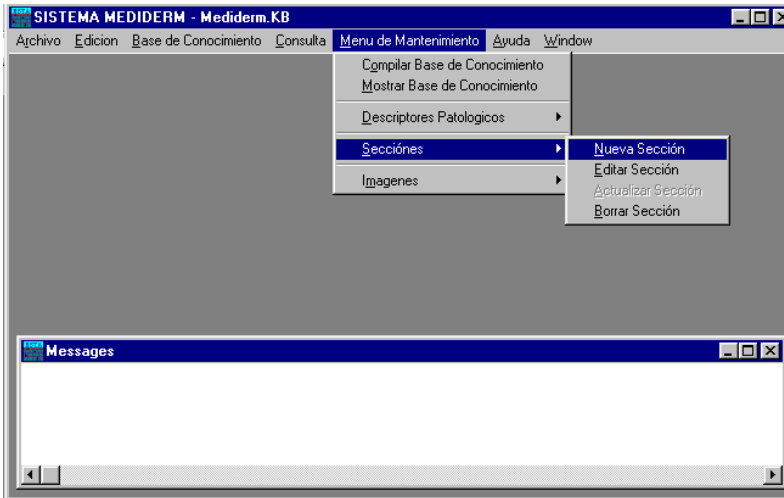 SISTEMA MEDIDERM - Mediderm.KB
Archivo Edicion Base de Conocimiento Consulta Menu de Mantenimiento Ayuda Window
Compilar Base de Conocimiento
Mostrar Base de Conocimiento
Descriptores Patologicos
Secciónes
Nueva Sección
Editar Sección
Actualizar Sección
Borrar Sección
Imagenes
Messages